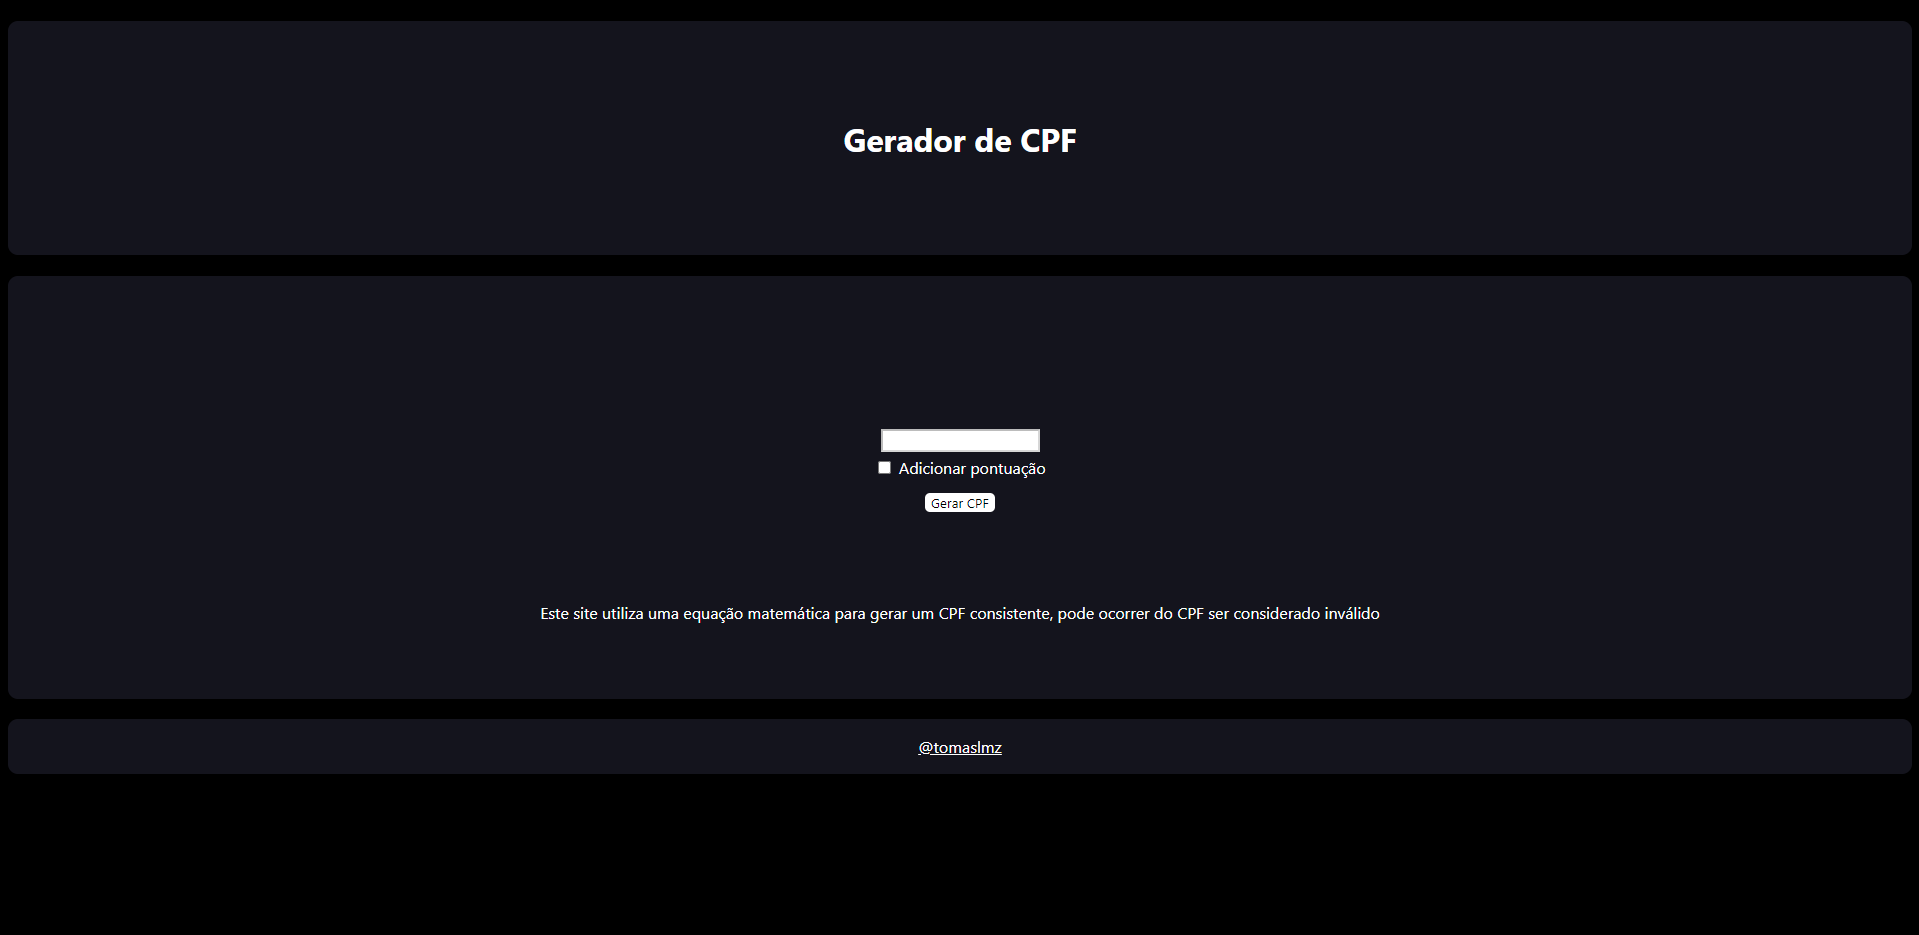 Gerador de CPF
Adicionar pontuação
Gerar CPF
Este site utiliza uma equação matemática para gerar um CPF consistente, pode ocorrer do CPF ser considerado inválido
@tomaslmz